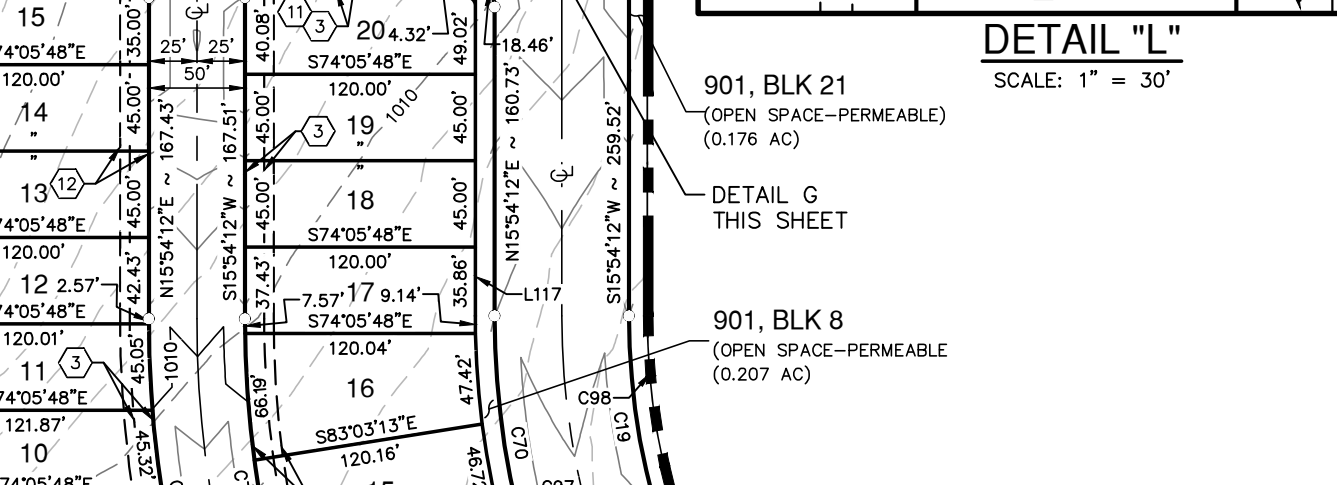 15
35.00'
74°05'48"E
120.00'
14
45.00'
"
"
13
12
45.00'
74°05'48"E
120.00'
12
2.57'
42.43'
74°05'48"E
120.01'
11
3
45.05'
74°05'48"E
121.87'
10
45.32'
74°05'48"E
25'
25'
50'
N15°54'12"E ~ 167.43'
S15°54'12"W ~ 167.51'
1010
11
3
40.08'
20
4.32'
49.02'
S74°05'48"E
120.00'
1010
45.00'
3
19
"
"
45.00'
45.00'
18
45.00'
S74°05'48"E
120.00'
37.43'
7.57'
17
9.14'
35.86'
S74°05'48"E
120.04'
16
66.19'
47.42'
S83°03'13"E
120.16'
46.7
15
18.46'
N15°54'12"E ~ 160.73'
L117
S15°54'12"W ~ 259.52'
C70
C98
C19
C97
DETAIL "L"
SCALE: 1" = 30'
901, BLK 21
(OPEN SPACE-PERMEABLE)
(0.176 AC)
DETAIL G
THIS SHEET
901, BLK 8
(OPEN SPACE-PERMEABLE
(0.207 AC)